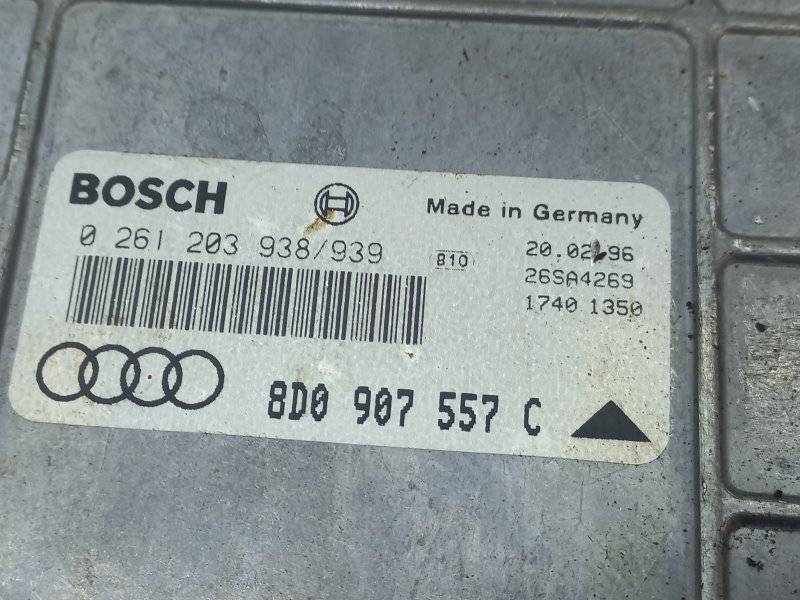 BOSCH
Made in Germany
0 261 203 938/939
810
20.02.96
26SA4269
1740 1350
8D0 907 557 C